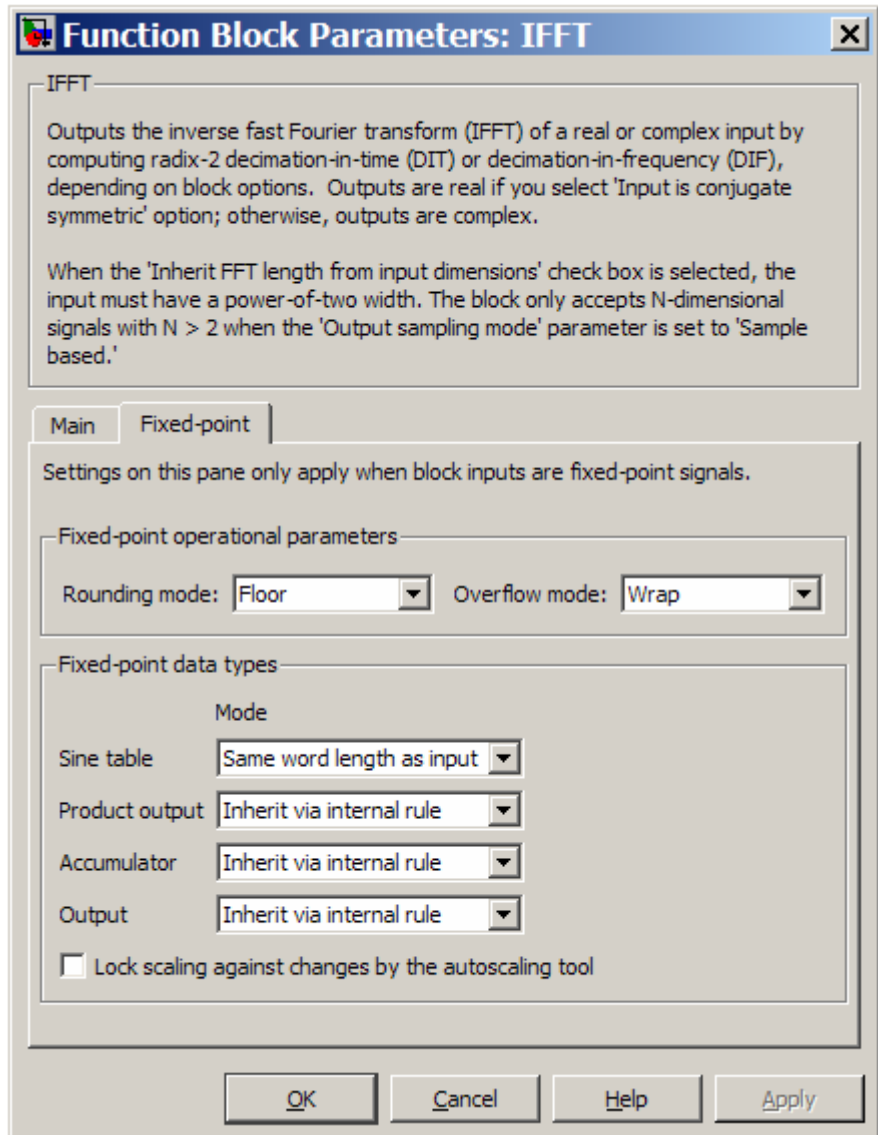 Function Block Parameters: IFFT
IFFT
Outputs the inverse fast Fourier transform (IFFT) of a real or complex input by
computing radix-2 decimation-in-time (DIT) or decimation-in-frequency (DIF),
depending on block options.  Outputs are real if you select 'Input is conjugate
symmetric' option; otherwise, outputs are complex.
When the 'Inherit FFT length from input dimensions' check box is selected, the
input must have a power-of-two width. The block only accepts N-dimensional
signals with N > 2 when the 'Output sampling mode' parameter is set to 'Sample
based.'
Main Fixed-point
Settings on this pane only apply when block inputs are fixed-point signals.
Fixed-point operational parameters
Rounding mode: Floor Overflow mode: Wrap
Fixed-point data types
Mode
Sine table Same word length as input
Product output Inherit via internal rule
Accumulator Inherit via internal rule
Output Inherit via internal rule
Lock scaling against changes by the autoscaling tool
OK Cancel Help Apply